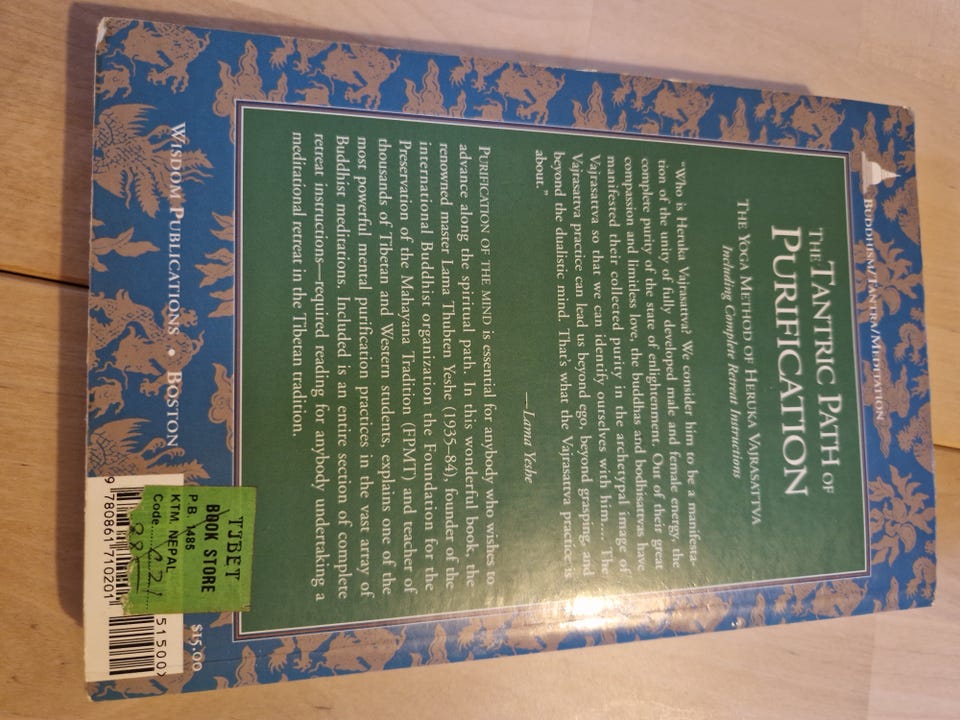 BUDDHISM/TANTRA/MEDITATION
THE TANTRIC PATH OF
PURIFICATION
THE YOGA METHOD OF HERUKA VAJRASATTVA
Including Complete Retreat Instructions
"Who is Heruka Vajrasattva? We consider him to be a manifesta-
tion of the unity of fully developed male and female energy, the
complete purity of the state of enlightenment. Out of their great
compassion and limitless love, the buddhas and bodhisattvas have
manifested their collected purity in the archetypal image of
Vajrasattva so that we can identify ourselves with him.... The
Vajrasattva practice can lead us beyond ego, beyond grasping, and
beyond the dualistic mind. That's what the Vajrasattva practice is
about."
—Lama Yeshe
PURIFICATION OF THE MIND is essential for anybody who wishes to
advance along the spiritual path. In this wonderful book, the
renowned master Lama Thubten Yeshe (1935-84), founder of the
international Buddhist organization the Foundation for the
Preservation of the Mahayana Tradition (FPMT) and teacher of
thousands of Tibetan and Western students, explains one of the
most powerful mental purification practices in the vast array of
Buddhist meditations. Included is an entire section of complete
retreat instructions—required reading for anybody undertaking a
meditational retreat in the Tibetan tradition.
WISDOM PUBLICATIONS • BOSTON
TIBET
BOOK STORE
P.B. 1485
KTM. NEPAL
Code
$15.00
51500>
9 780861 710201